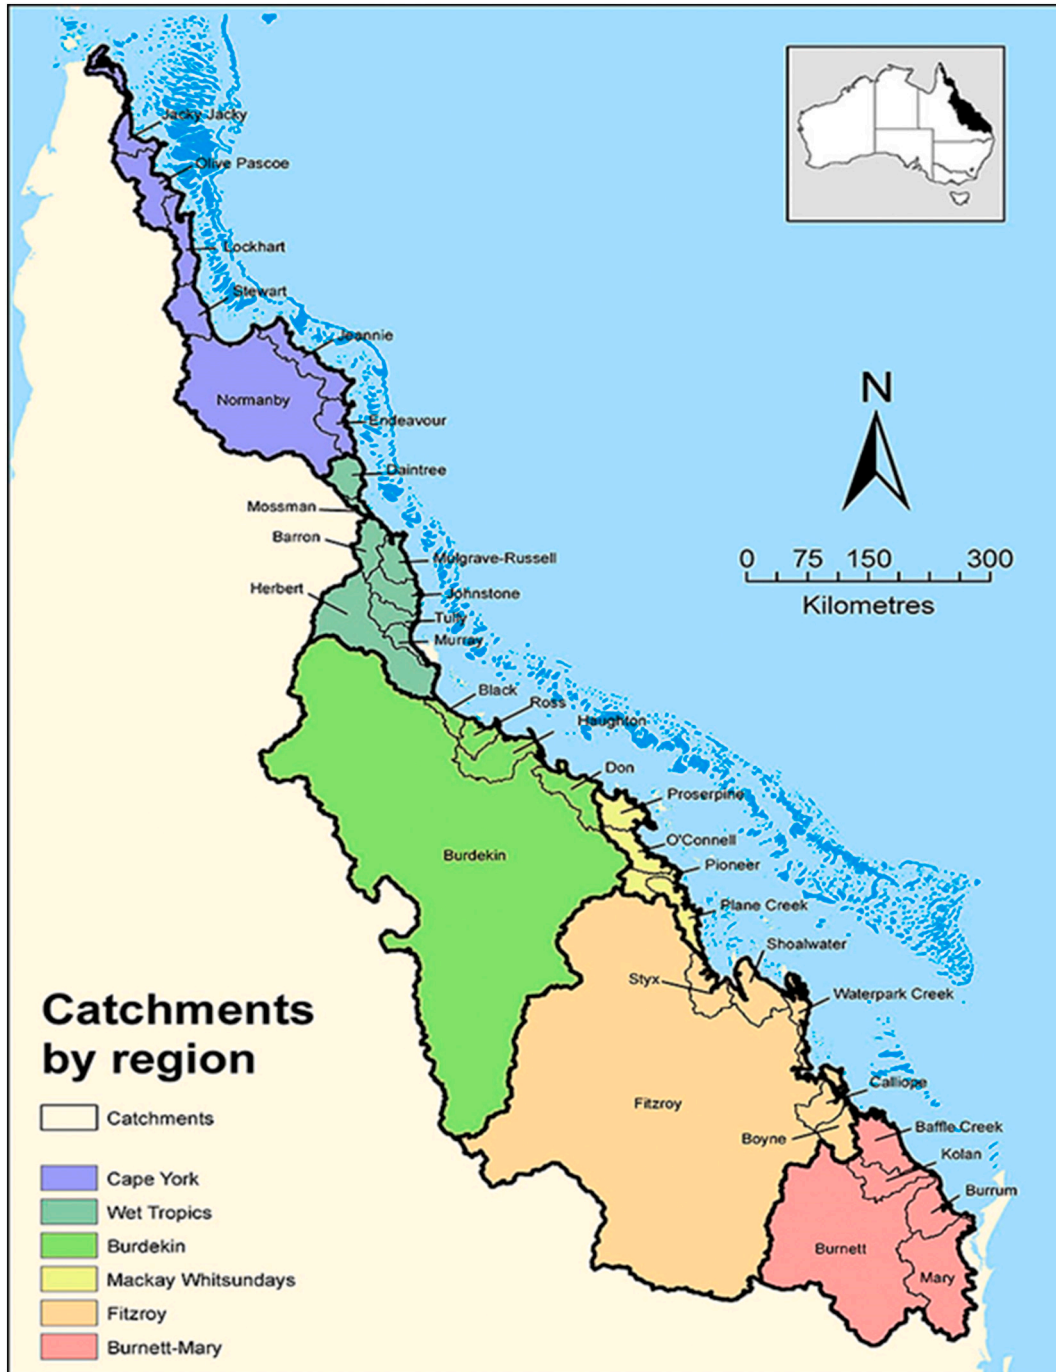 Jacky Jacky
Olive Pascoe
Lockhart
Stewart
Jeannie
Normanby
Endeavour
Daintree
Mossman
Barron
Mulgrave-Russell
Herbert
Johnstone
Tully
Murray
Black
Ross
Haughton
Don
Proserpine
O'Connell
Burdekin
Pioneer
Plane Creek
Shoalwater
Styx
Waterpark Creek
Calliope
Fitzroy
Baffle Creek
Boyne
Kolan
Burrum
Burnett
Mary
N
0 75 150 300
Kilometres
Catchments
by region
Catchments
Cape York
Wet Tropics
Burdekin
Mackay Whitsundays
Fitzroy
Burnett-Mary